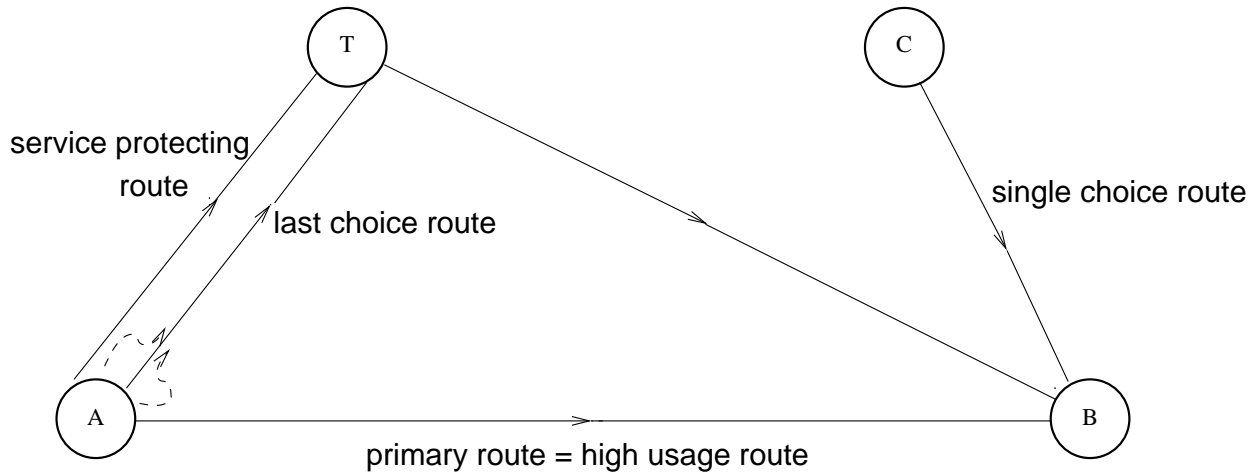 T
C
service protecting
route
single choice route
last choice route
A
B
primary route = high usage route